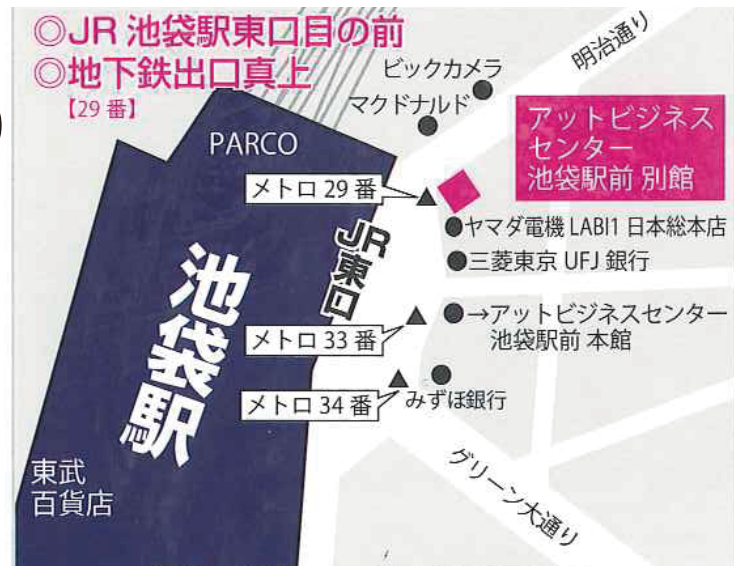 ◎JR 池袋駅東口目の前
◎地下鉄出口真上
【29 番】
明治通り
ビックカメラ
マクドナルド
PARCO
アットビジネス
センター
池袋駅前 別館
メトロ 29 番
ヤマダ電機 LABI1 日本総本店
JR東口
三菱東京 UFJ 銀行
池袋駅
→アットビジネスセンター
池袋駅前 本館
メトロ 33 番
メトロ 34 番
みずほ銀行
東武
百貨店
グリーン大通り